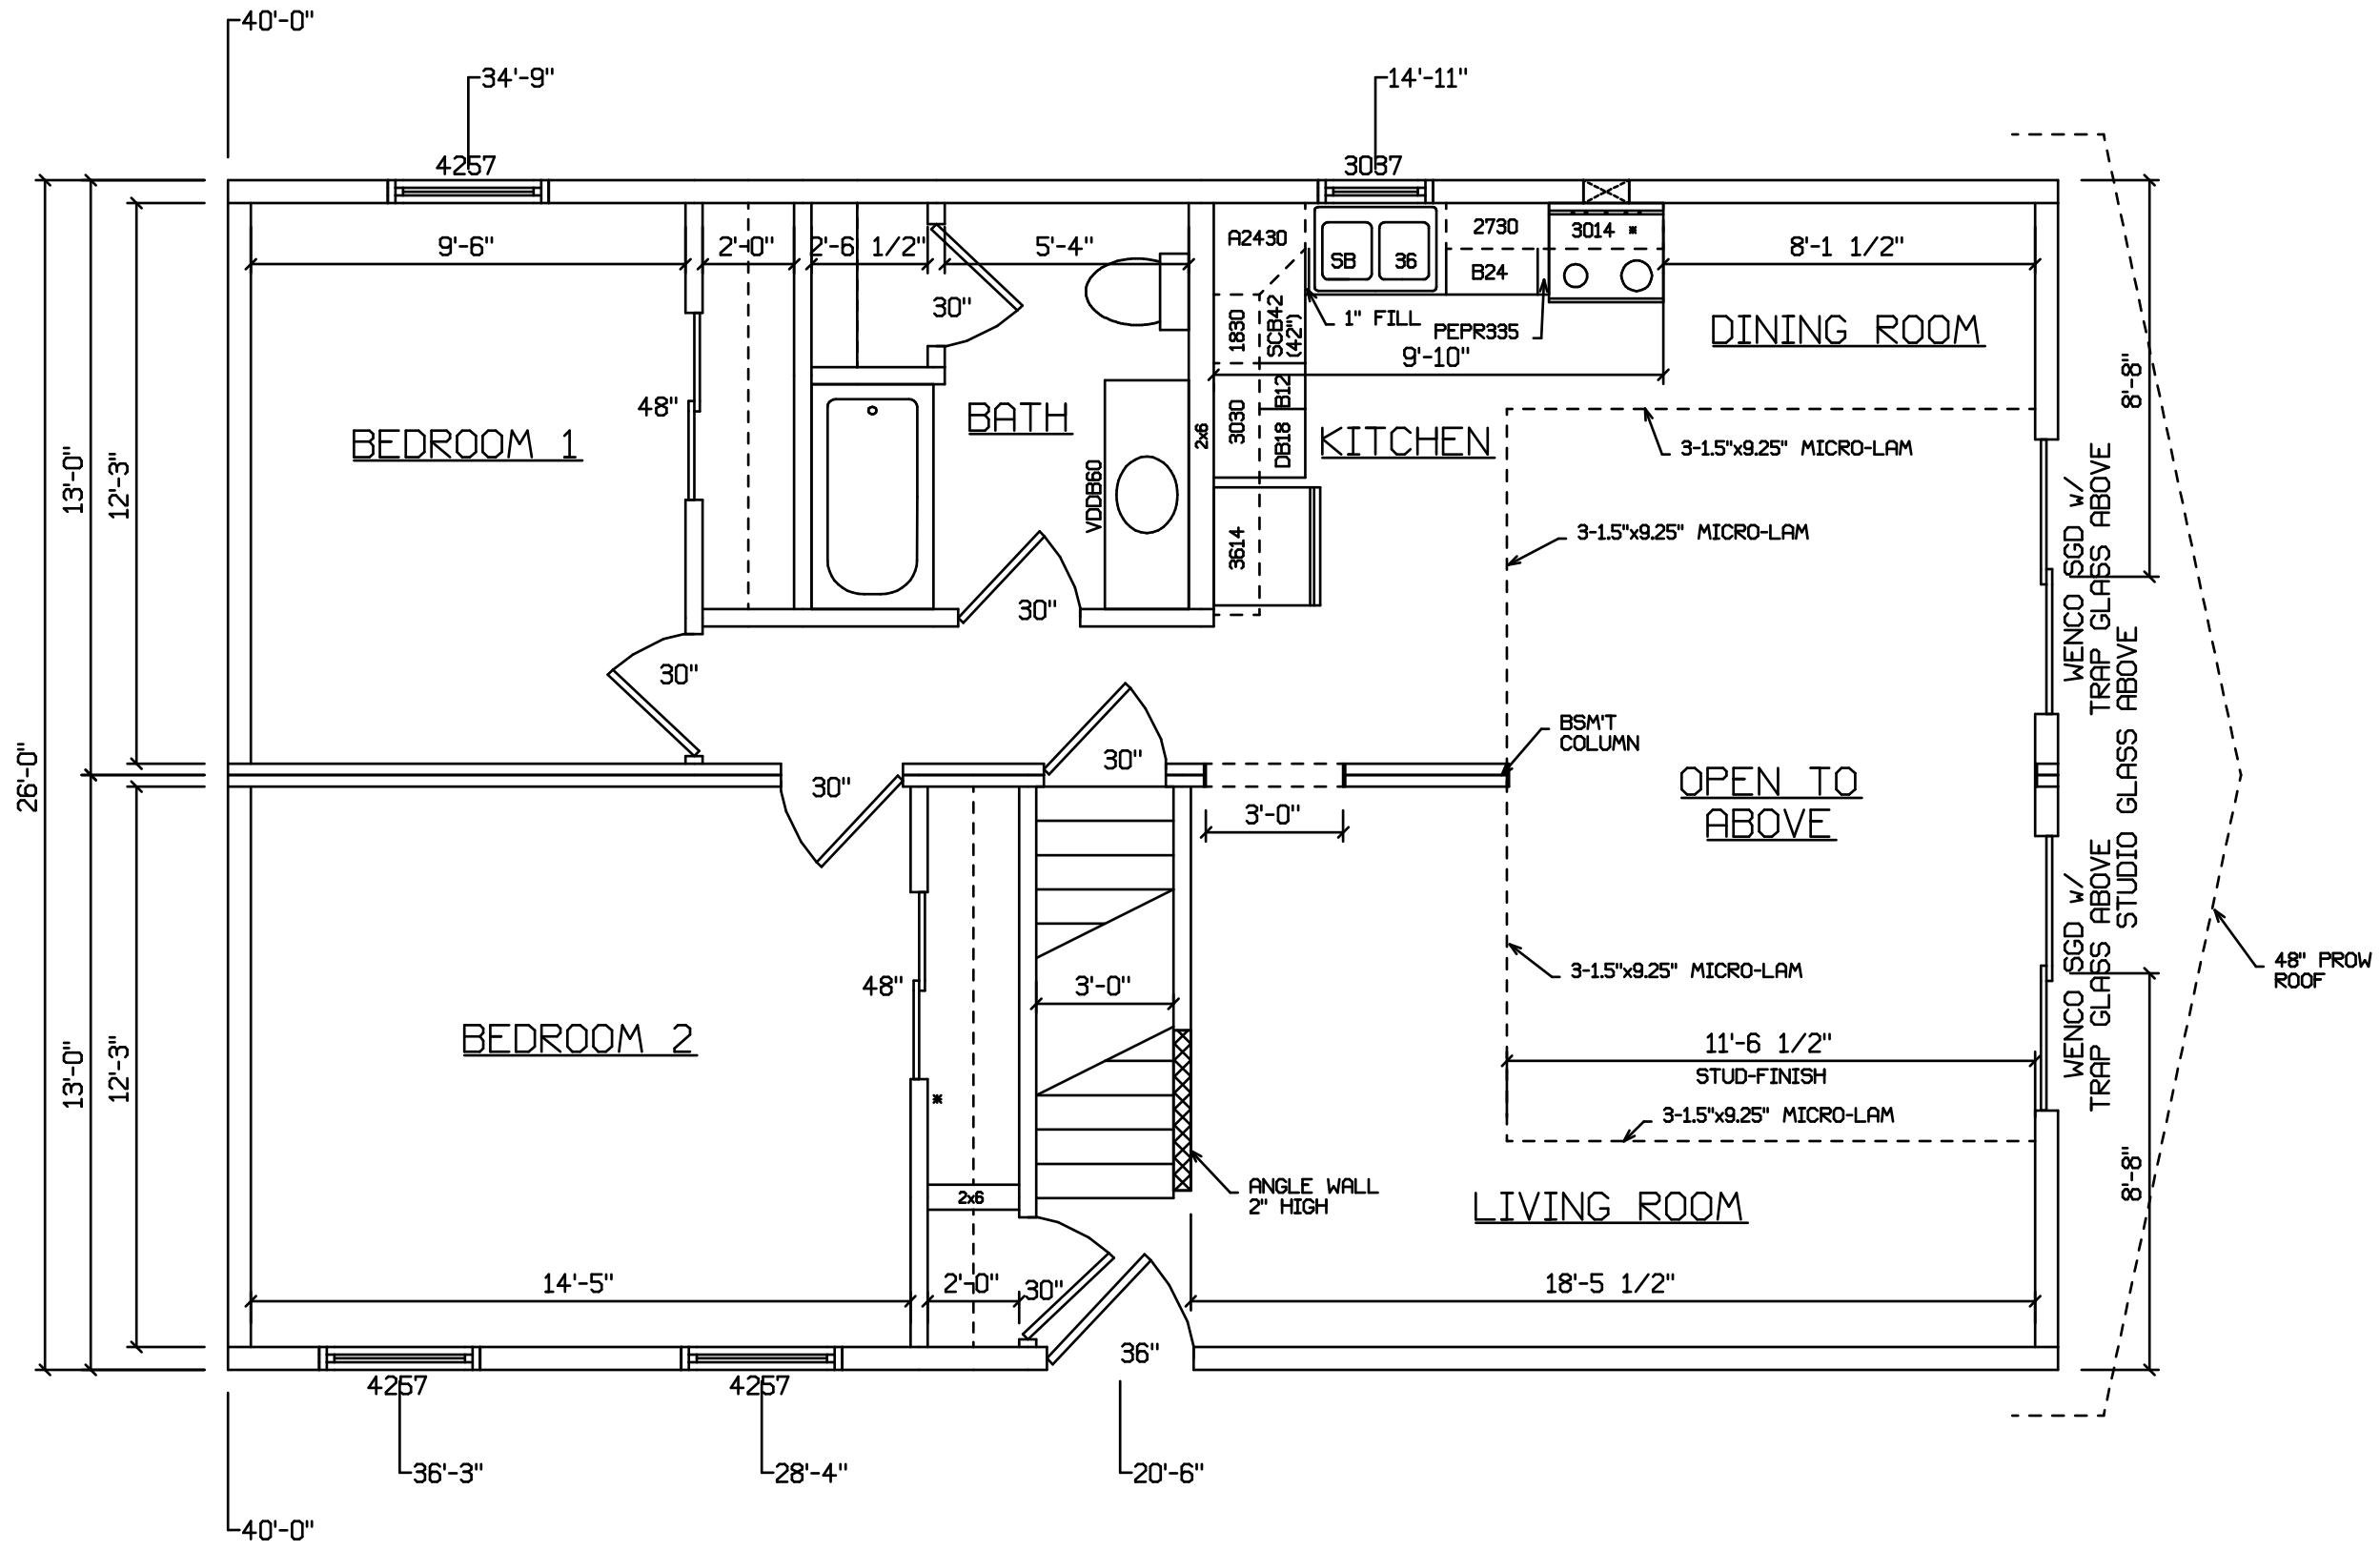 40'-0"
34'-9"
14'-11"
4257
3037
9'-6"
2'-0"
2'-6 1/2"
5'-4"
A2430
SB
36
2730
3014 *
B24
8'-1 1/2"
30"
1830
SCB42
(42")
1" FILL
PEPR335
DINING ROOM
9'-10"
8'-8"
48"
BEDROOM 1
BATH
3030
B12
DB18
2x6
KITCHEN
3-1.5"x9.25" MICRO-LAM
13'-0"
12'-3"
VDDB60
3614
3-1.5"x9.25" MICRO-LAM
WENCO SGD w/
TRAP GLASS ABOVE
30"
30"
26'-0"
BSM'T
COLUMN
30"
30"
OPEN TO
ABOVE
3'-0"
STUDIO GLASS ABOVE
WENCO SGD w/
TRAP GLASS ABOVE
48" PROW
ROOF
48"
3'-0"
3-1.5"x9.25" MICRO-LAM
BEDROOM 2
13'-0"
12'-3"
11'-6 1/2"
STUD-FINISH
*
3-1.5"x9.25" MICRO-LAM
8'-8"
2x6
ANGLE WALL
2" HIGH
LIVING ROOM
14'-5"
2'-0"
30"
18'-5 1/2"
36"
4257
4257
36'-3"
28'-4"
20'-6"
40'-0"